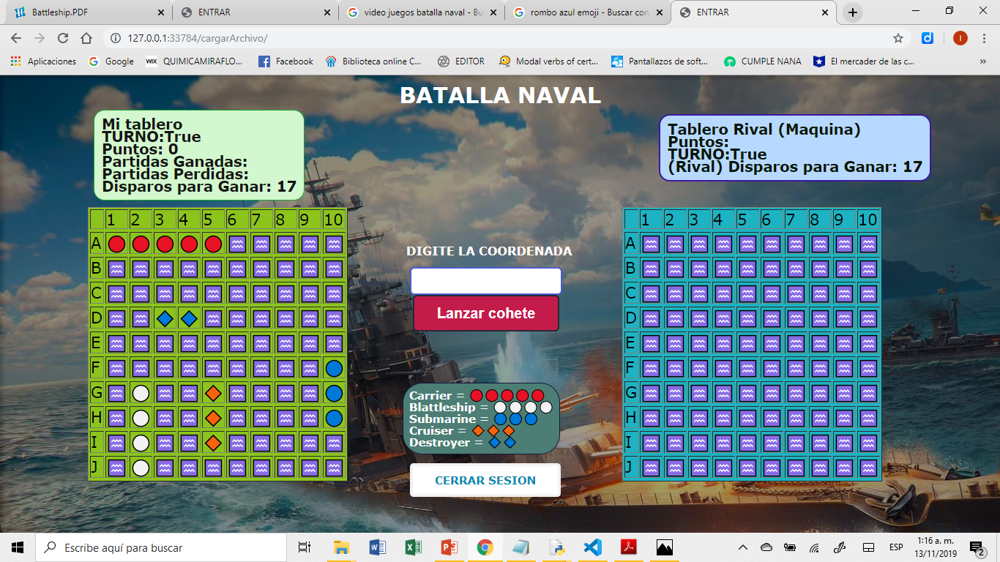 Battleship.PDF
ENTRAR
video juegos batalla naval - Bu
rombo azul emoji - Buscar con
ENTRAR
127.0.0.1:33784/cargarArchivo/
Aplicaciones
Google
WIX QUIMICAMIRAFLO...
Facebook
Biblioteca online C...
EDITOR
Modal verbs of cert...
Pantallazos de soft...
CUMPLE NANA
El mercader de las c...
»
BATALLA NAVAL
Mi tablero
TURNO:True
Puntos: 0
Partidas Ganadas:
Partidas Perdidas:
Disparos para Ganar: 17
Tablero Rival (Maquina)
Puntos:
TURNO:True
(Rival) Disparos para Ganar: 17
1 2 3 4 5 6 7 8 9 10
A
B
C
D
E
F
G
H
I
J
DIGITE LA COORDENADA
Lanzar cohete
Carrier =
Blattleship =
Submarine =
Cruiser =
Destroyer =
CERRAR SESION
1 2 3 4 5 6 7 8 9 10
A
B
C
D
E
F
G
H
I
J
Escribe aquí para buscar
ESP
1:16 a. m.
13/11/2019
2